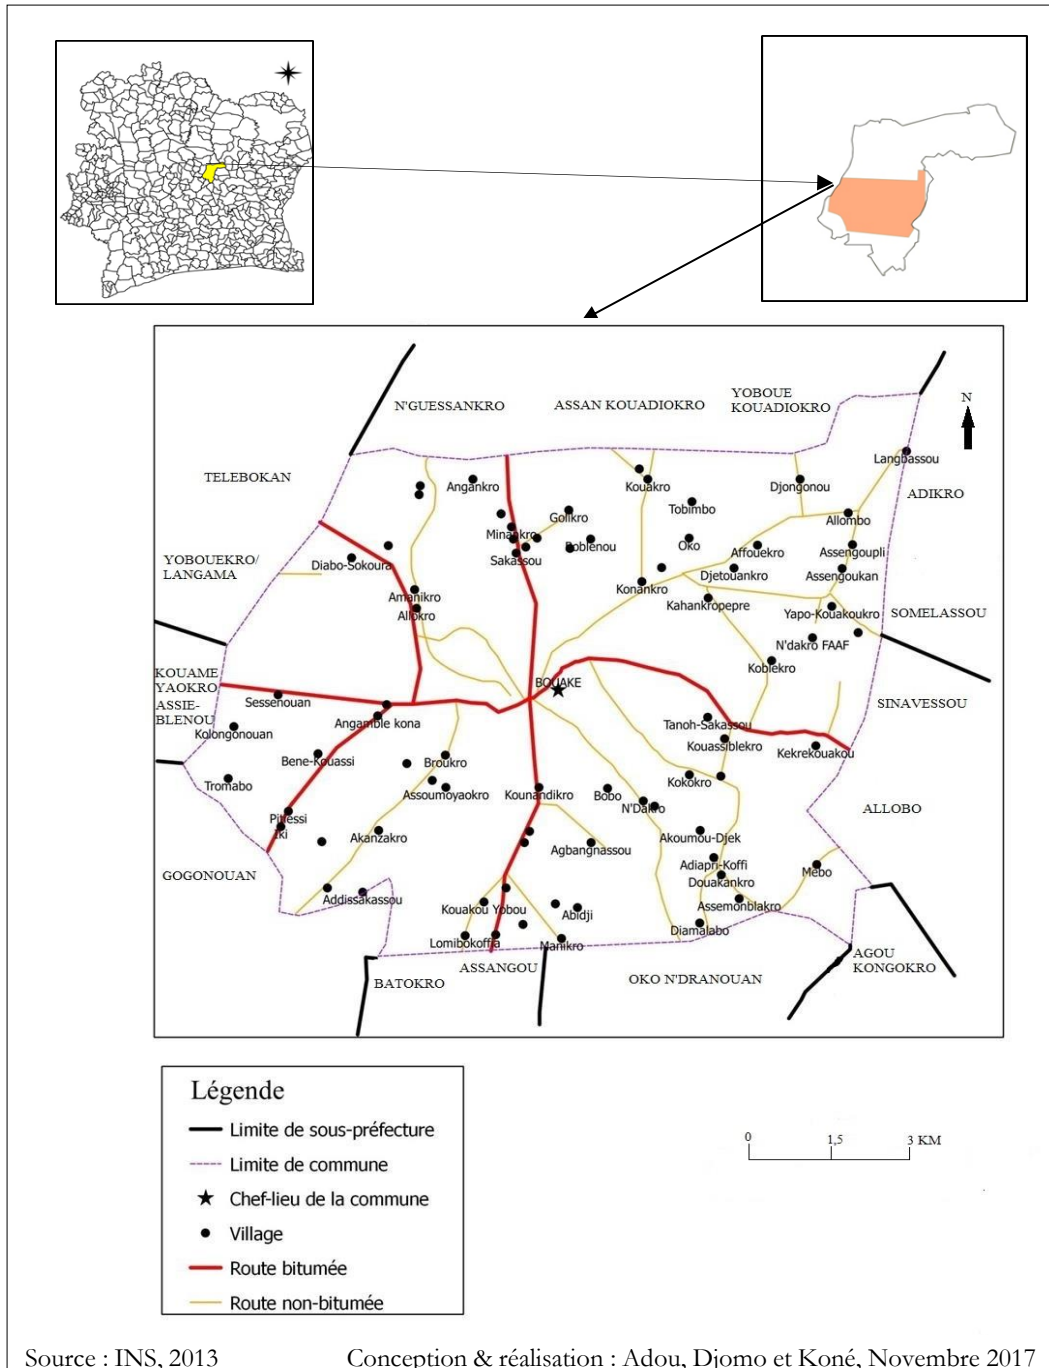 N'GUESSANKRO
ASSAN KOUADIOKRO
YOBOUE
KOUADIOKRO
N
TELEBOKAN
Langbassou
Angankro
Kouakro
Djongonou
ADIKRO
Golikro
Tobimbo
Allombo
Minankro
Sakassou
Boblenou
Oko
Affouekro
Assengoupli
YOBOUEKRO/
LANGAMA
Diabo-Sokoura
Djetouankro
Assengoukan
Amanikro
Konankro
Allokro
Kahankropepre
Yapo-Kouakoukro
SOMELASSOU
N'dakro FAAF
Koblekro
KOUAME
YAOKRO
ASSIE-
BLENOU
BOUAKE
Sessenouan
SINAVESSOU
Kolongonouan
Angamble kona
Tanoh-Sakassou
Kouassiblekro
Kekrekouakou
Bene-Kouassi
Broukro
Tromabo
Assoumoyaokro
Kounandikro
Bobo
Kokokro
N'Dakro
ALLOBO
Pitiessi
Iki
Akanzakro
Agbangnassou
Akoumou-Djek
Adiapri-Koffi
Mebo
GOGONOUAN
Douakankro
Addissakassou
Kouakou Yobou
Abidji
Assemonblakro
Diamalabo
Lomibokoffia
Manikro
ASSANGOU
BATOKRO
OKO N'DRANOUAN
AGOU
KONGOKRO
Légende
Limite de sous-préfecture
Limite de commune
Chef-lieu de la commune
Village
Route bitumée
Route non-bitumée
0 1,5 3 KM
Source : INS, 2013 Conception & réalisation : Adou, Djomo et Koné, Novembre 2017